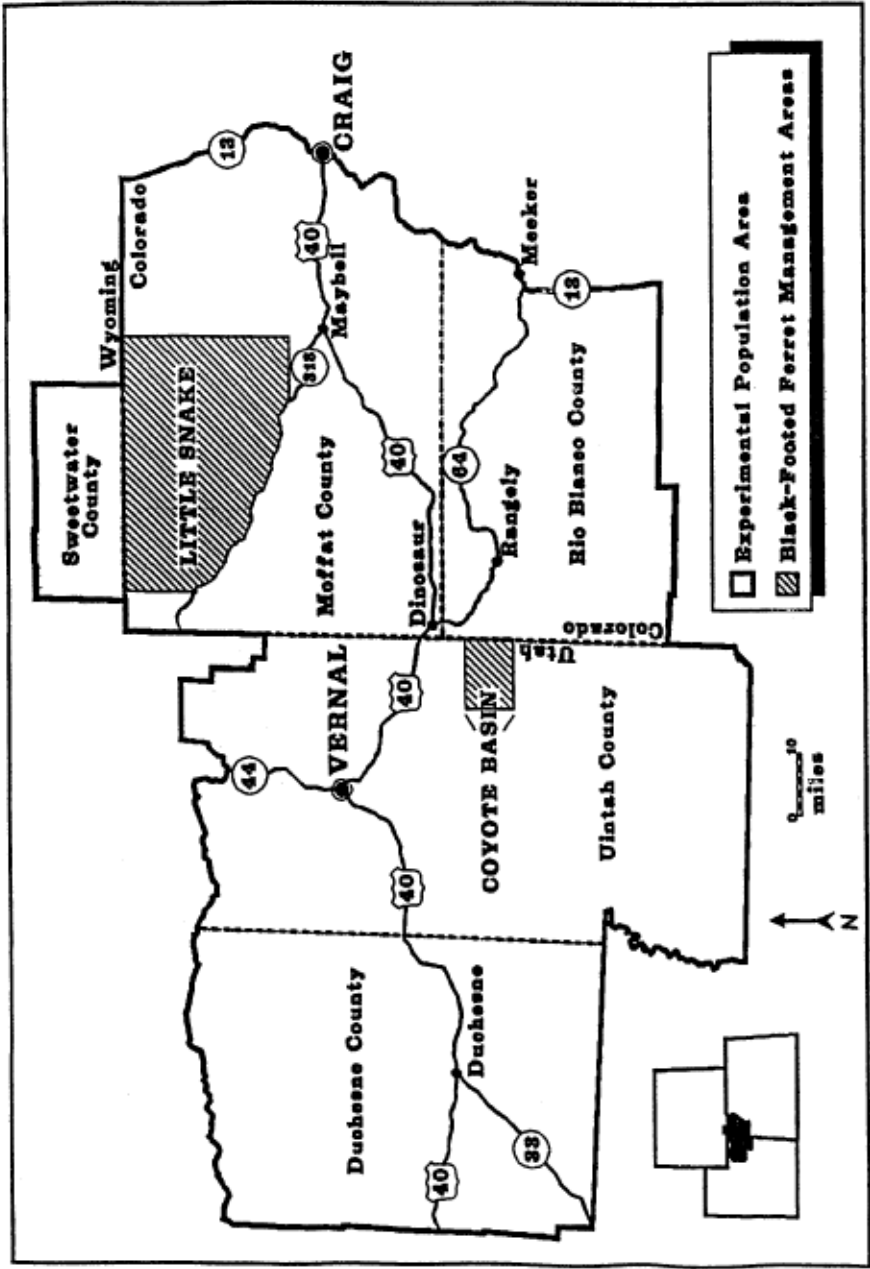 Sweetwater
County
Wyoming
Colorado
13
LITTLE SNAKE
318
40
CRAIG
Maybell
Moffat County
40
Dinosaur
64
Meeker
Rangely
13
Rio Blanco County
Colorado
Utah
44
VERNAL
40
40
COYOTE BASIN
Uintah County
Duchesne County
Duchesne
40
33
0 10
miles
N
Experimental Population Area
Black-Footed Ferret Management Areas